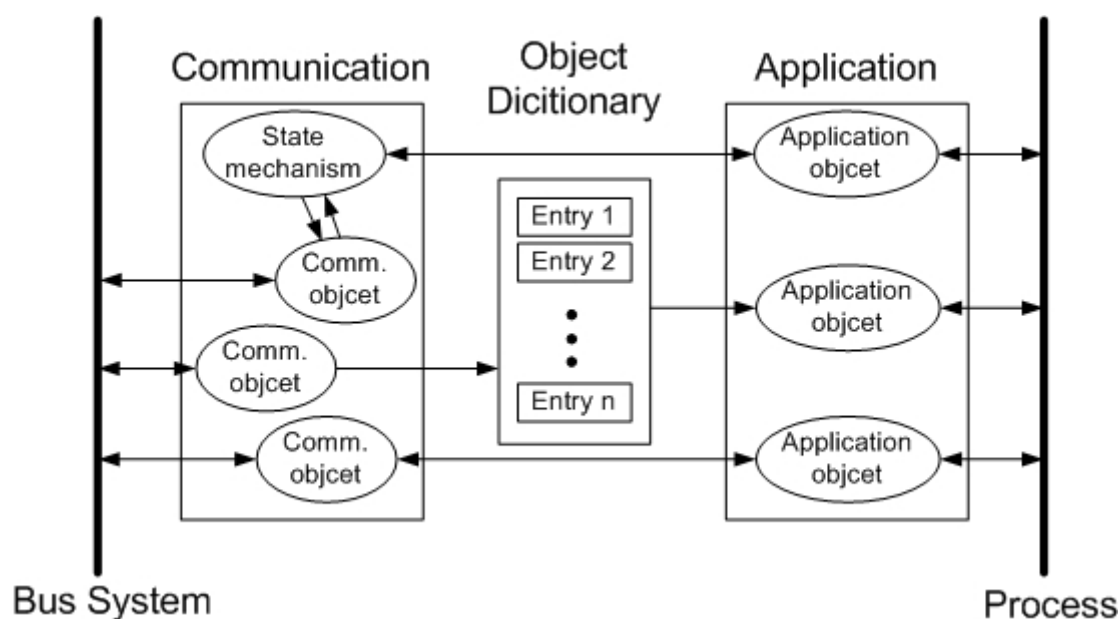 Communication
Object
Dicitionary
Application
State
mechanism
Comm.
objcet
Comm.
objcet
Comm.
objcet
Entry 1
Entry 2
Entry n
Application
objcet
Application
objcet
Application
objcet
Bus System
Process